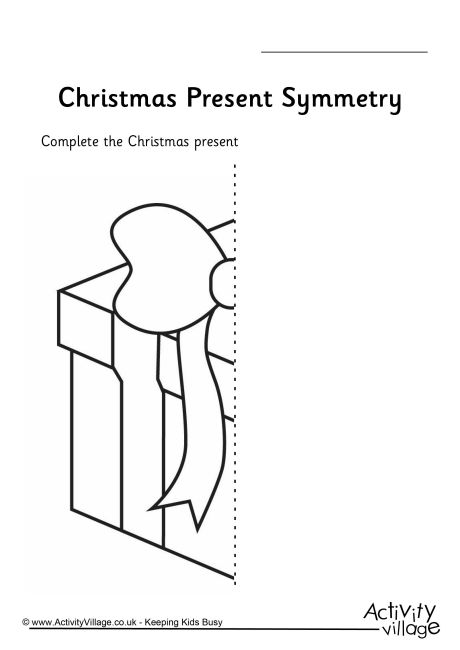 Christmas Present Symmetry
Complete the Christmas present
© www.ActivityVillage.co.uk - Keeping Kids Busy
Activity
village